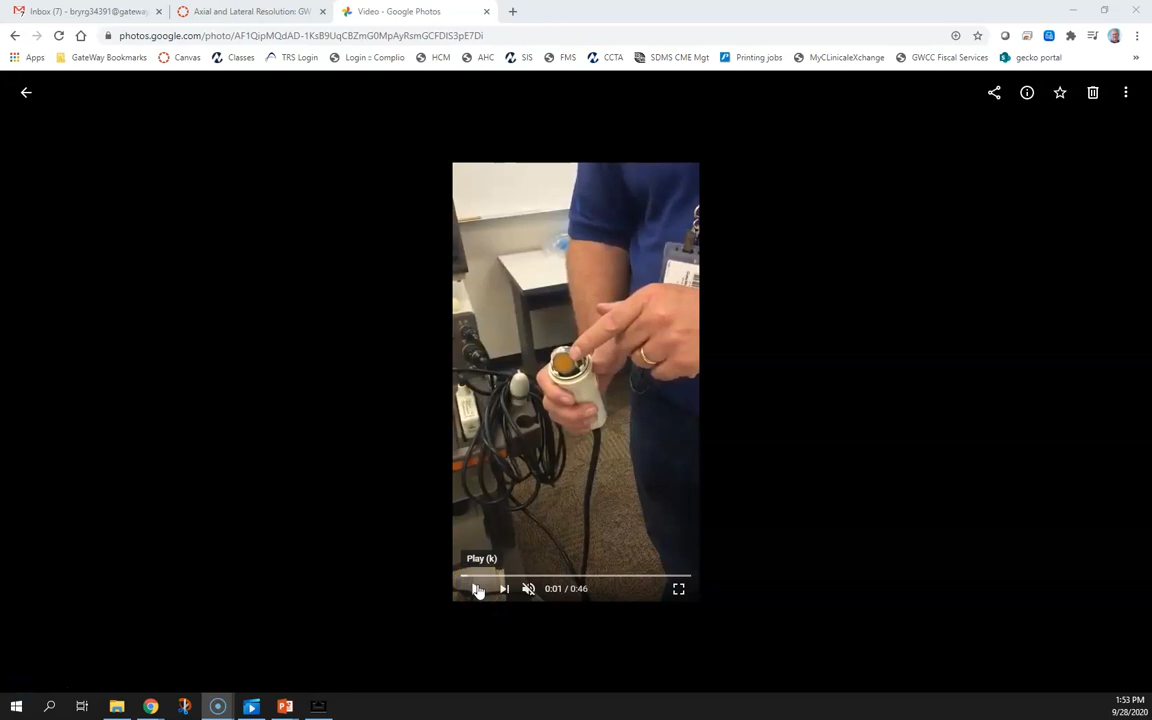 Inbox (7) - bryrg34391@gateway
Axial and Lateral Resolution: GW
Video - Google Photos
photos.google.com/photo/AF1QipMQdAD-1KsB9UqCBZmG0MpAyRsmGCFDIS3pE7Di
Apps
GateWay Bookmarks
Canvas
Classes
TRS Login
Login :: Complio
HCM
AHC
SIS
FMS
CCTA
SDMS CME Mgt
Printing jobs
MyCLinicaleXchange
GWCC Fiscal Services
gecko portal
»
Play (k)
0:01 / 0:46
1:53 PM
9/28/2020